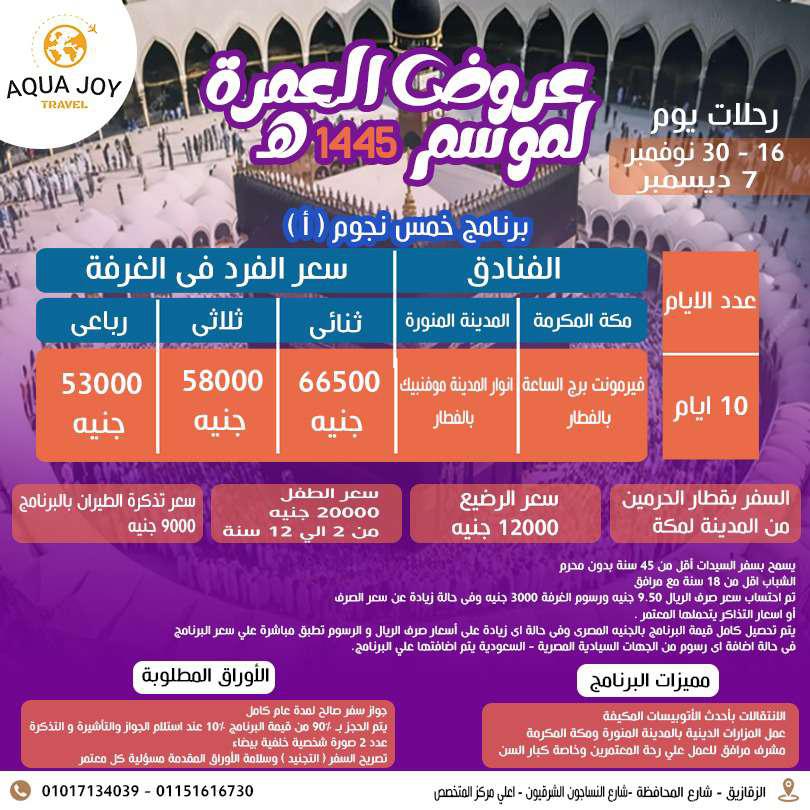 AQUA JOY
TRAVEL
عروض العمرة
لموسم 1445 هـ
رحلات يوم
16 - 30 نوفمبر
7 ديسمبر
برنامج خمس نجوم ( أ )
عدد الايام
الفنادق
سعر الفرد فى الغرفة
مكة المكرمة
المدينة المنورة
ثنائى
ثلاثى
رباعى
10 ايام
فيرمونت برج الساعة
بالفطار
انوار المدينة موفنبيك
بالفطار
66500
جنيه
58000
جنيه
53000
جنيه
السفر بقطار الحرمين
من المدينة لمكة
سعر الرضيع
12000 جنيه
سعر الطفل
20000 جنيه
من 2 الي 12 سنة
سعر تذكرة الطيران بالبرنامج
9000 جنيه
يسمح بسفر السيدات أقل من 45 سنة بدون محرم
الشباب اقل من 18 سنة مع مرافق
تم احتساب سعر صرف الريال 9.50 جنيه ورسوم الغرفة 3000 جنيه وفى حالة زيادة عن سعر الصرف
أو اسعار التذاكر يتحملها المعتمر .
يتم تحصيل كامل قيمة البرنامج بالجنيه المصرى وفى حالة اى زيادة على أسعار صرف الريال و الرسوم تطبق مباشرة علي سعر البرنامج
فى حالة اضافة اى رسوم من الجهات السيادية المصرية - السعودية يتم اضافتها علي البرنامج.
مميزات البرنامج
الانتقالات بأحدث الأتوبيسات المكيفة
عمل المزارات الدينية بالمدينة المنورة ومكة المكرمة
مشرف مرافق للعمل علي رحة المعتمرين وخاصة كبار السن
الأوراق المطلوبة
جواز سفر صالح لمدة عام كامل
يتم الحجز بـ 90% من قيمة البرنامج 10% عند استلام الجواز والتأشيرة و التذكرة
عدد 2 صورة شخصية خلفية بيضاء
تصريح السفر ( التجنيد ) وسلامة الأوراق المقدمة مسؤلية كل معتمر
الزقازيق - شارع المحافظة -شارع النساجون الشرقيون - اعلي مركز المتخصص
01017134039 - 01151616730